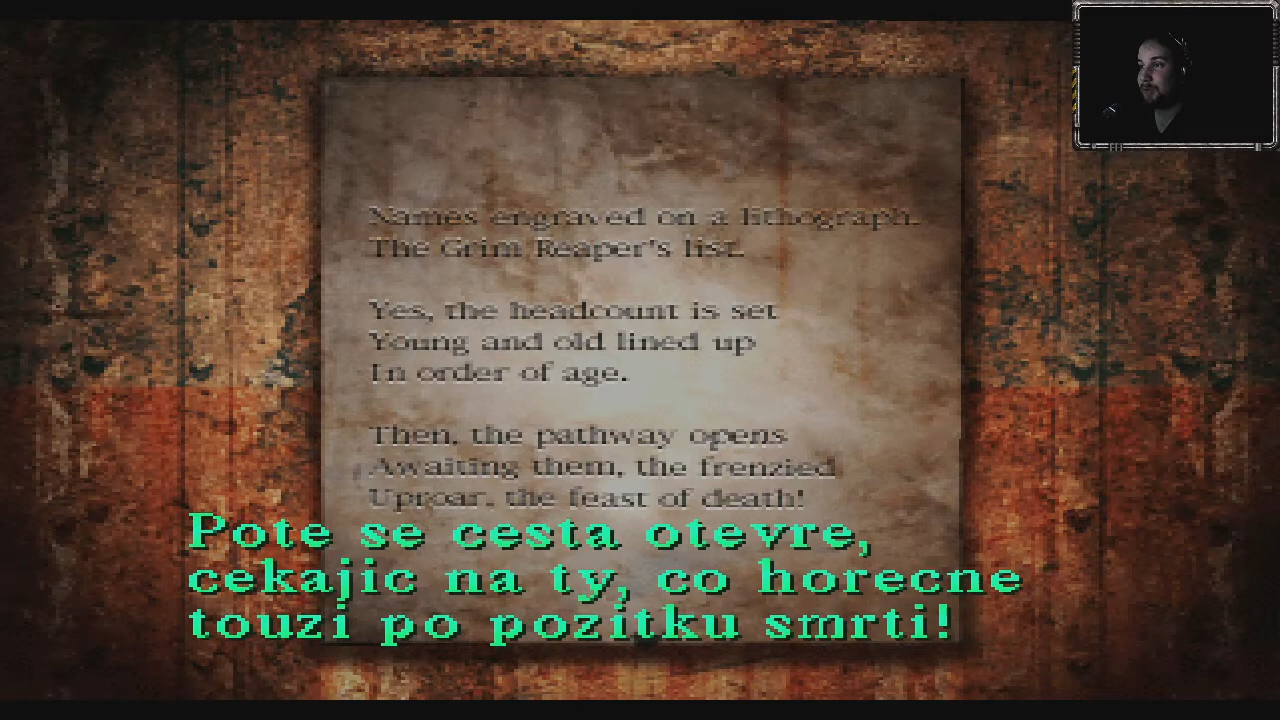 Names engraved on a lithograph.
The Grim Reaper's list.
Yes, the headcount is set
Young and old lined up
In order of age.
Then, the pathway opens
Awaiting them, the frenzied
Uproar, the feast of death!
Pote se cesta otevre,
cekajic na ty, co horecne
touzi po pozitku smrti!